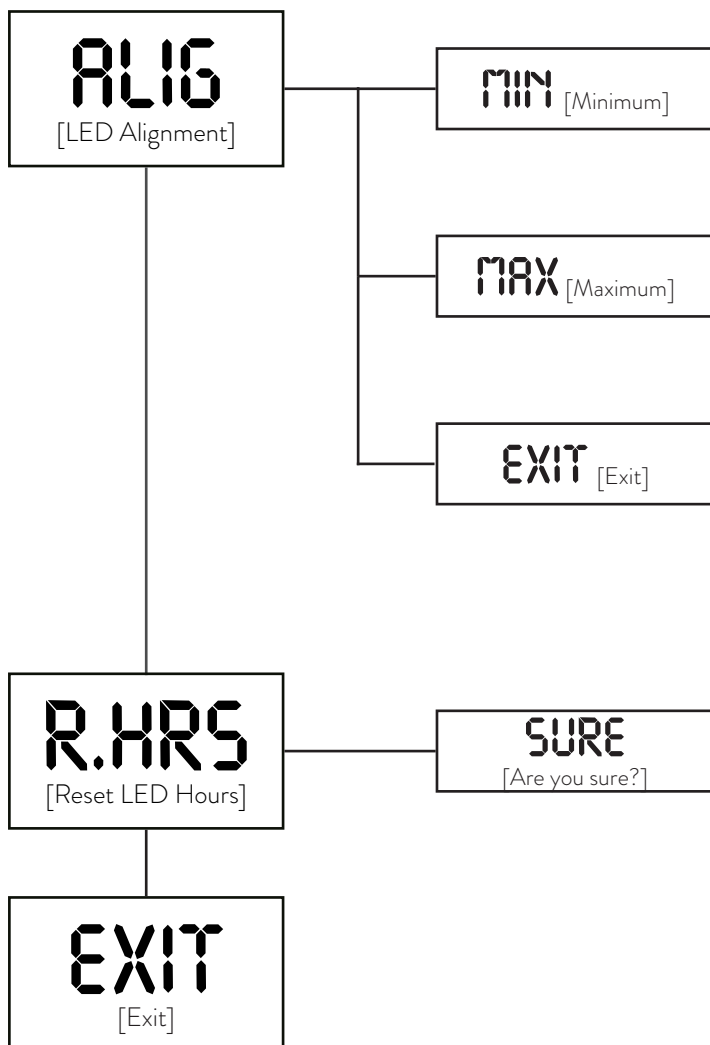 ALIG
[LED Alignment]
MIN [Minimum]
MAX [Maximum]
EXIT [Exit]
R.HRS
[Reset LED Hours]
SURE
[Are you sure?]
EXIT
[Exit]